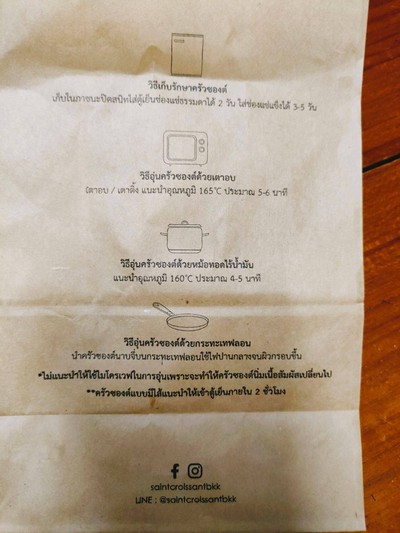 วิธีเก็บรักษาครัวซองต์
เก็บในภาชนะปิดสนิทใส่ตู้เย็นช่องแช่ธรรมดาได้ 2 วัน ใส่ช่องแช่แข็งได้ 3-5 วัน
วิธีอุ่นครัวซองต์ด้วยเตาอบ
เตาอบ / เตาติ้ง แนะนำอุณหภูมิ 165°C ประมาณ 5-6 นาที
วิธีอุ่นครัวซองต์ด้วยหม้อทอดไร้น้ำมัน
แนะนำอุณหภูมิ 160°C ประมาณ 4-5 นาที
วิธีอุ่นครัวซองต์ด้วยกระทะเทฟลอน
นำครัวซองต์นาบจี่บนกระทะเทฟลอนใช้ไฟปานกลางจนผิวกรอบขึ้น
*ไม่แนะนำให้ใช้ไมโครเวฟในการอุ่นเพราะจะทำให้ครัวซองต์นิ่มเนื้อสัมผัสเปลี่ยนไป
**ครัวซองต์แบบมีไส้แนะนำให้เข้าตู้เย็นภายใน 2 ชั่วโมง
saintcroissantbkk
LINE : @saintcroissantbkk